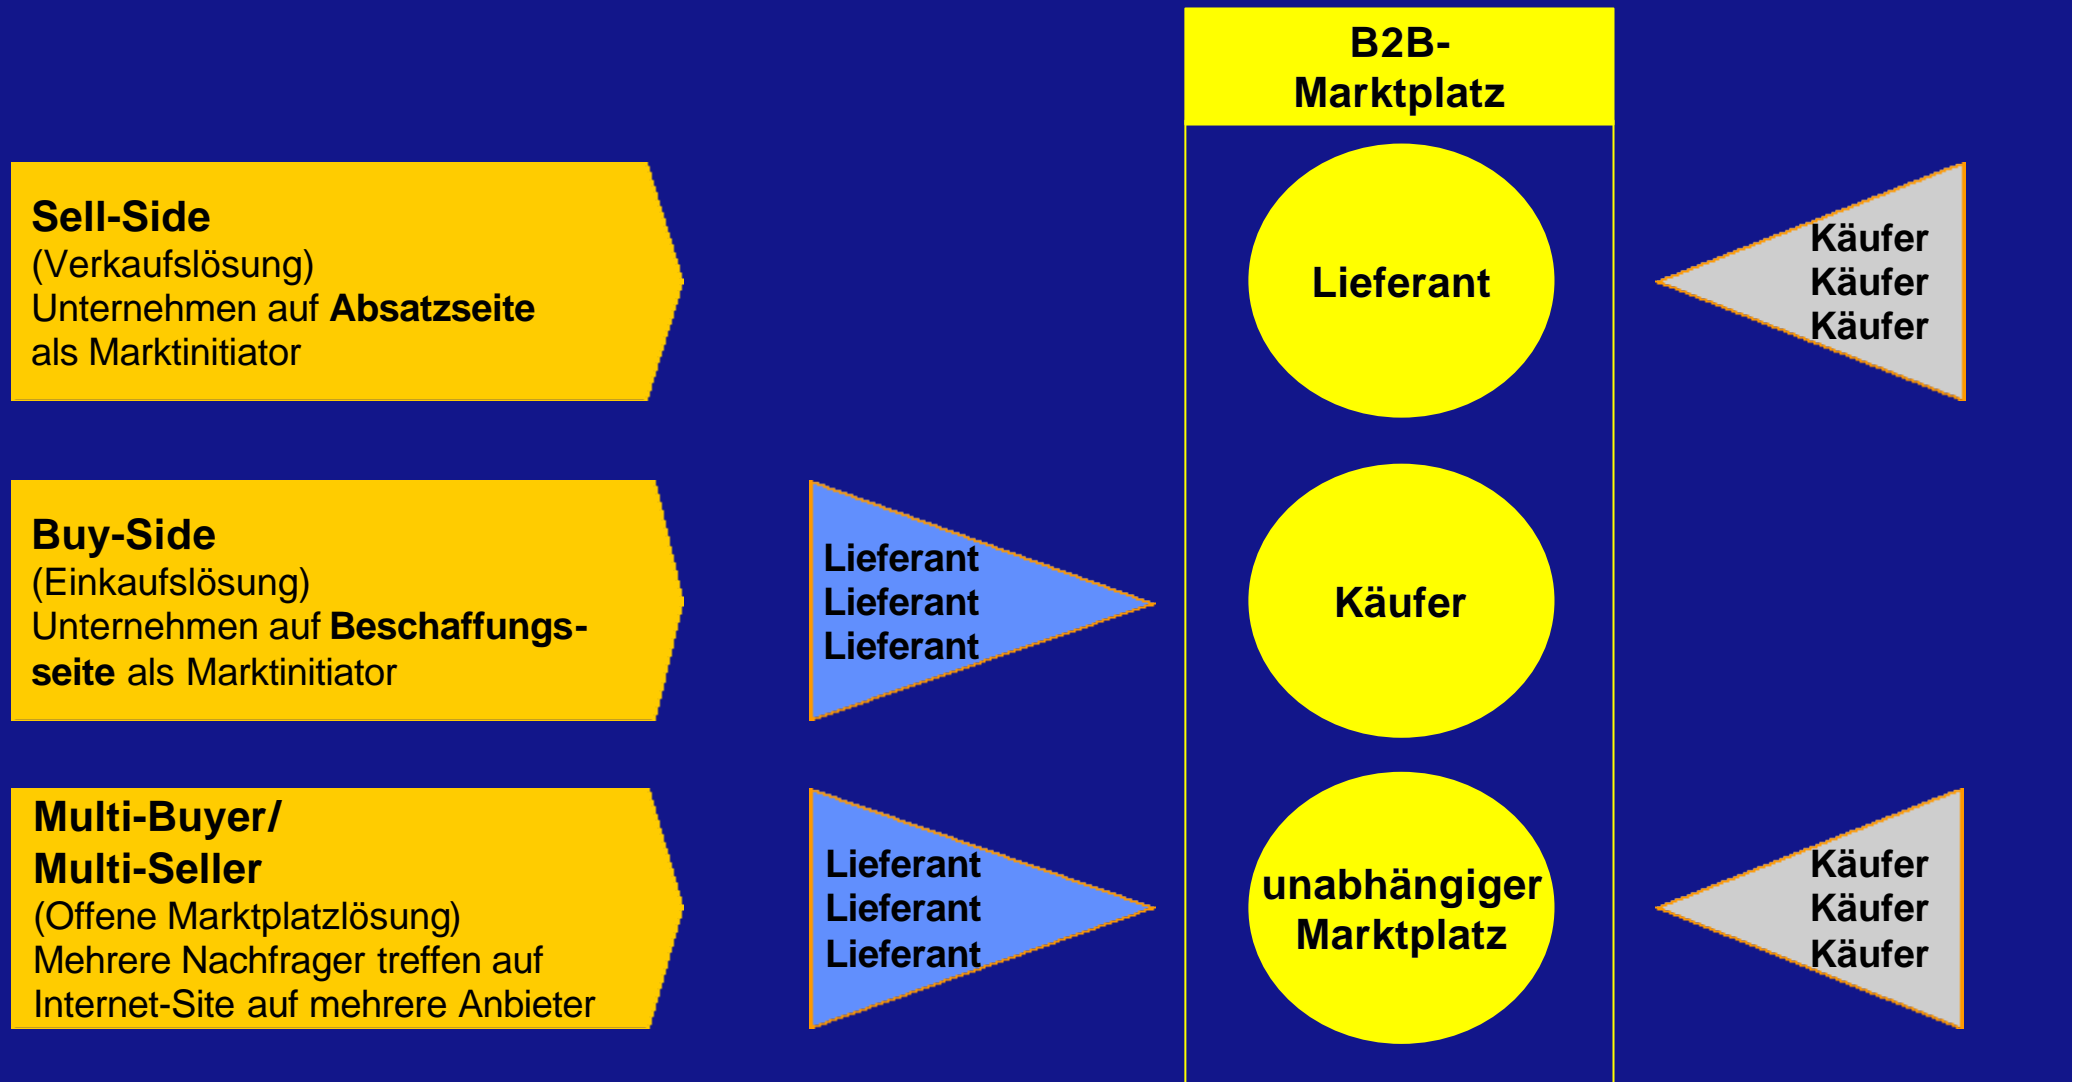 B2B-
Marktplatz
Sell-Side
(Verkaufslösung)
Unternehmen auf Absatzseite
als Marktinitiator
Lieferant
Käufer
Käufer
Käufer
Buy-Side
(Einkaufslösung)
Unternehmen auf Beschaffungs-
seite als Marktinitiator
Lieferant
Lieferant
Lieferant
Käufer
Multi-Buyer/
Multi-Seller
(Offene Marktplatzlösung)
Mehrere Nachfrager treffen auf
Internet-Site auf mehrere Anbieter
Lieferant
Lieferant
Lieferant
unabhängiger
Marktplatz
Käufer
Käufer
Käufer